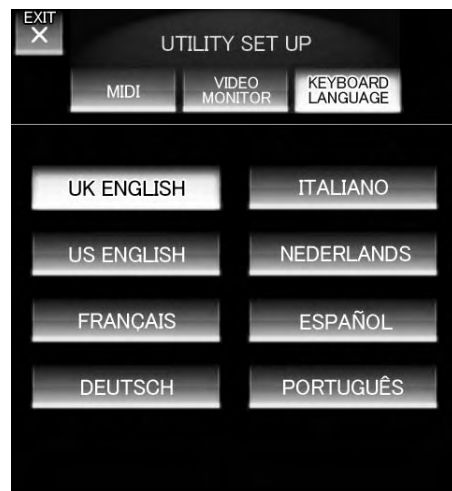 EXIT
×
UTILITY SET UP
MIDI
VIDEO
MONITOR
KEYBOARD
LANGUAGE
UK ENGLISH
ITALIANO
US ENGLISH
NEDERLANDS
FRANÇAIS
ESPAÑOL
DEUTSCH
PORTUGUÊS